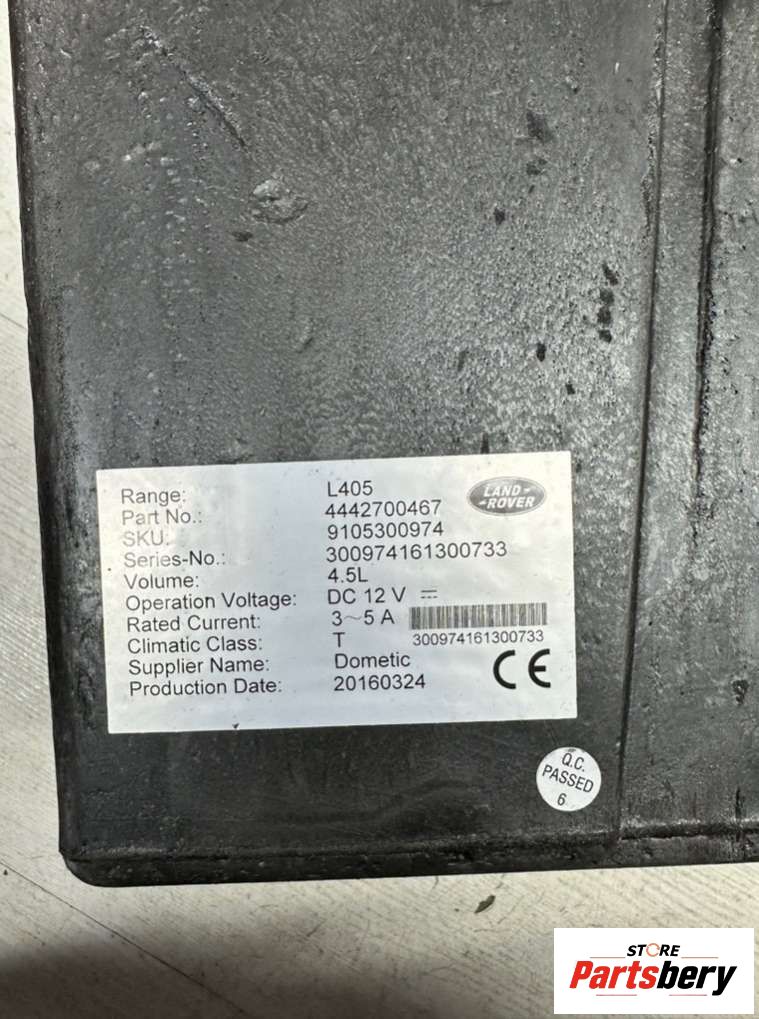 Range: L405
Part No.: 4442700467
SKU: 9105300974
Series-No.: 300974161300733
Volume: 4.5L
Operation Voltage: DC 12 V
Rated Current: 3~5 A
Climatic Class: T
Supplier Name: Dometic
Production Date: 20160324
LAND
ROVER
300974161300733
CE
Q.C.
PASSED
6
STORE
Partsbery